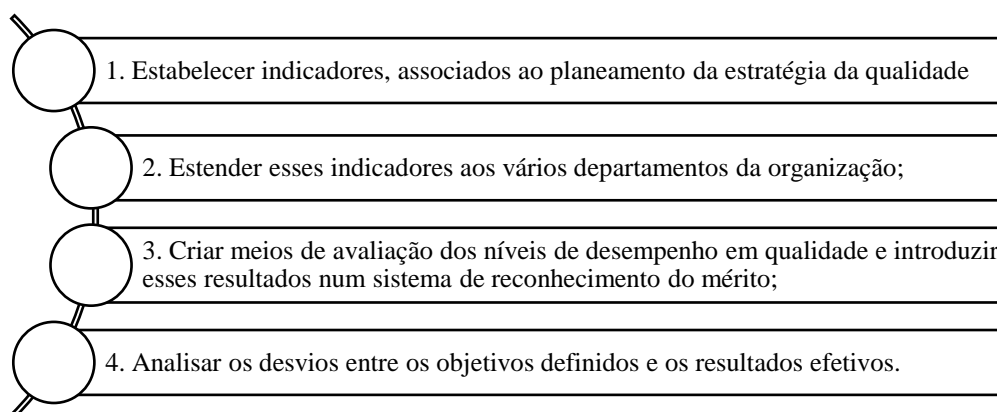 1. Estabelecer indicadores, associados ao planeamento da estratégia da qualidade
2. Estender esses indicadores aos vários departamentos da organização;
3. Criar meios de avaliação dos níveis de desempenho em qualidade e introduzir
esses resultados num sistema de reconhecimento do mérito;
4. Analisar os desvios entre os objetivos definidos e os resultados efetivos.